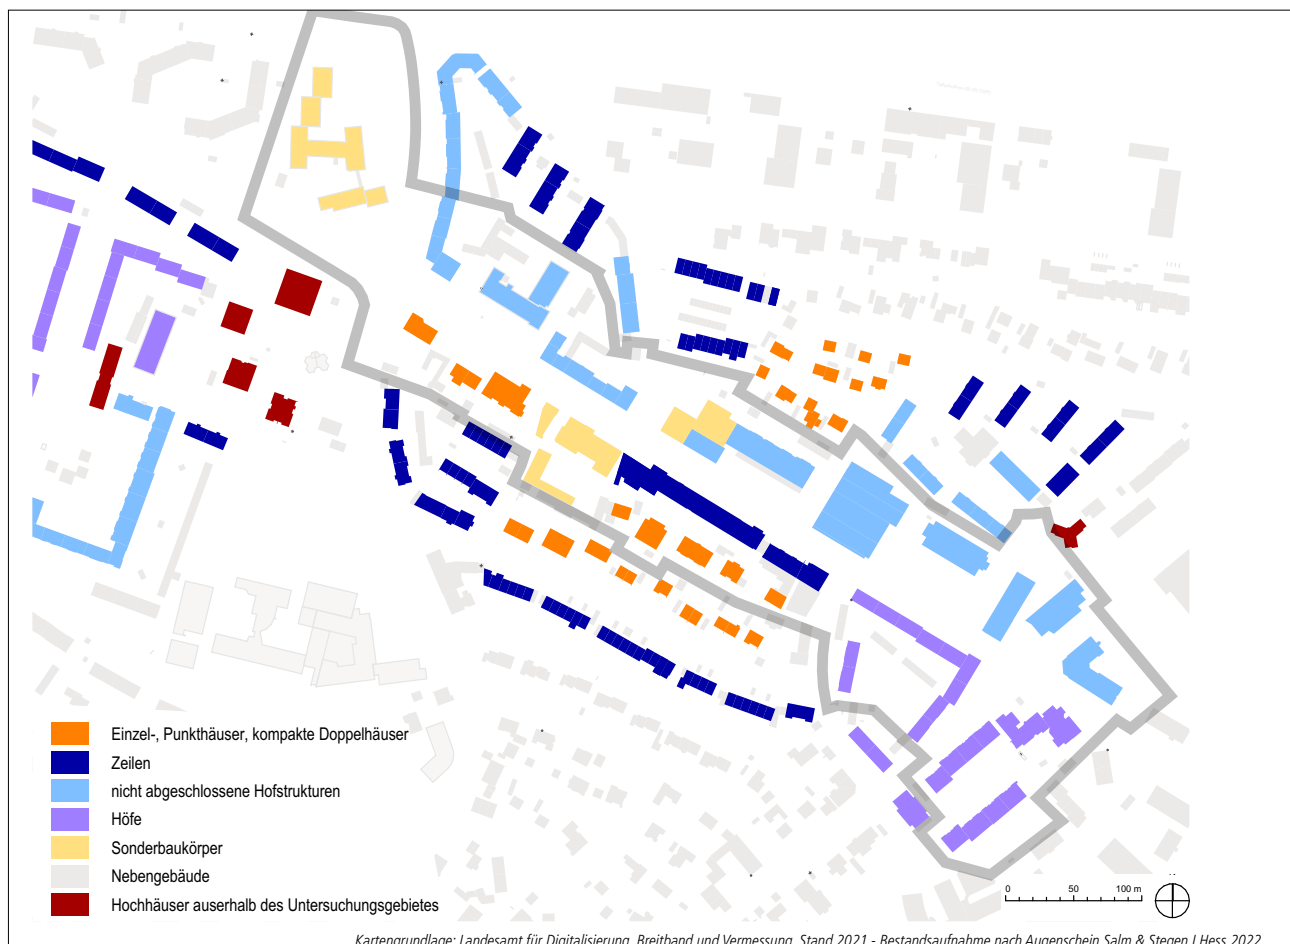 Einzel-, Punkthäuser, kompakte Doppelhäuser
Zeilen
nicht abgeschlossene Hofstrukturen
Höfe
Sonderbaukörper
Nebengebäude
Hochhäuser auserhalb des Untersuchungsgebietes
0 50 100 m
Kartengrundlage: Landesamt für Digitalisierung, Breitband und Vermessung, Stand 2021 - Bestandsaufnahme nach Augenschein Salm & Stegen | Hess 2022